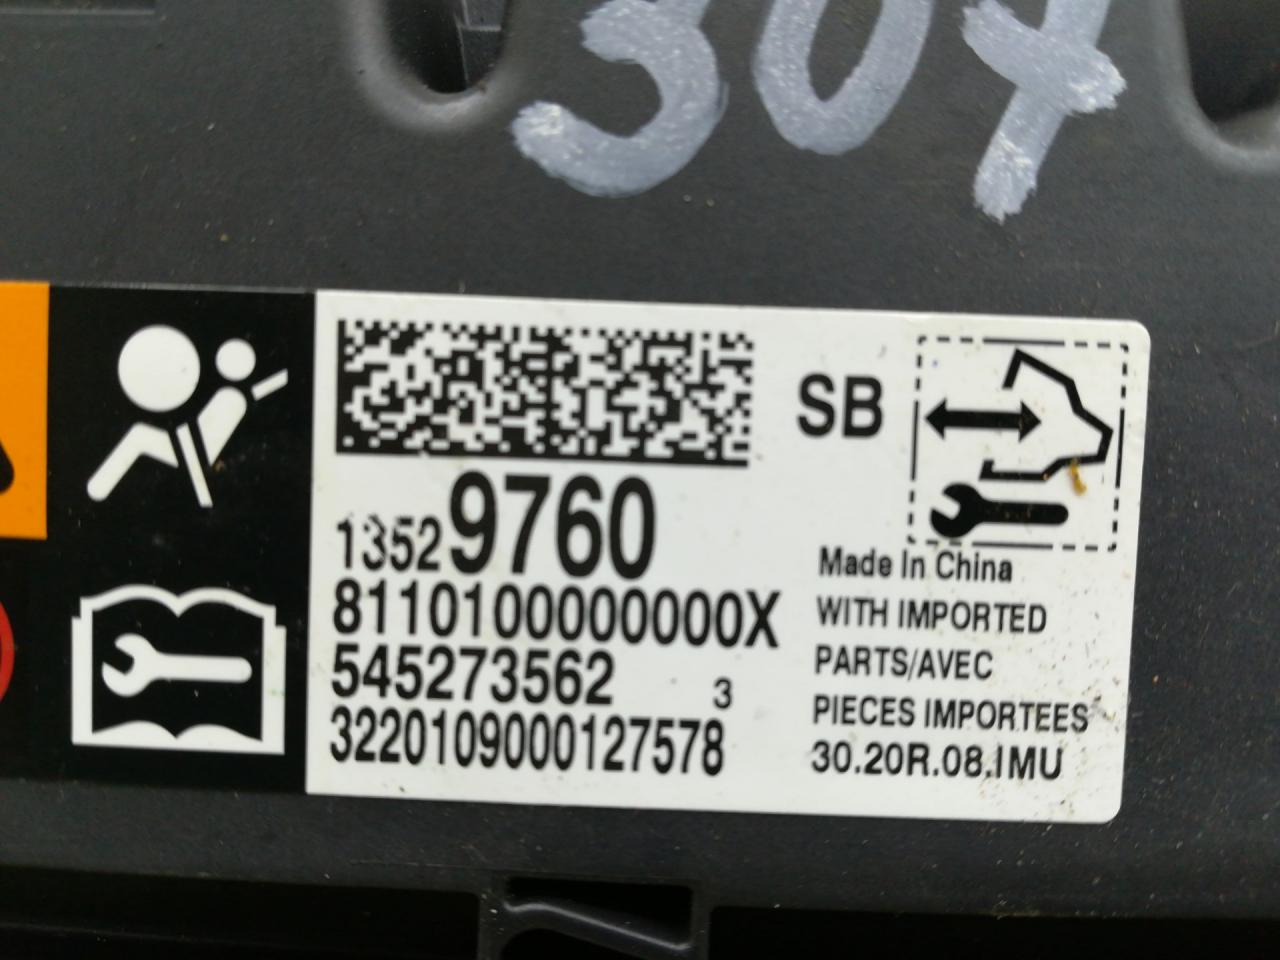 307
SB
13529760
8110100000000X
545273562 3
3220109000127578
Made In China
WITH IMPORTED
PARTS/AVEC
PIECES IMPORTEES
30.20R.08.IMU